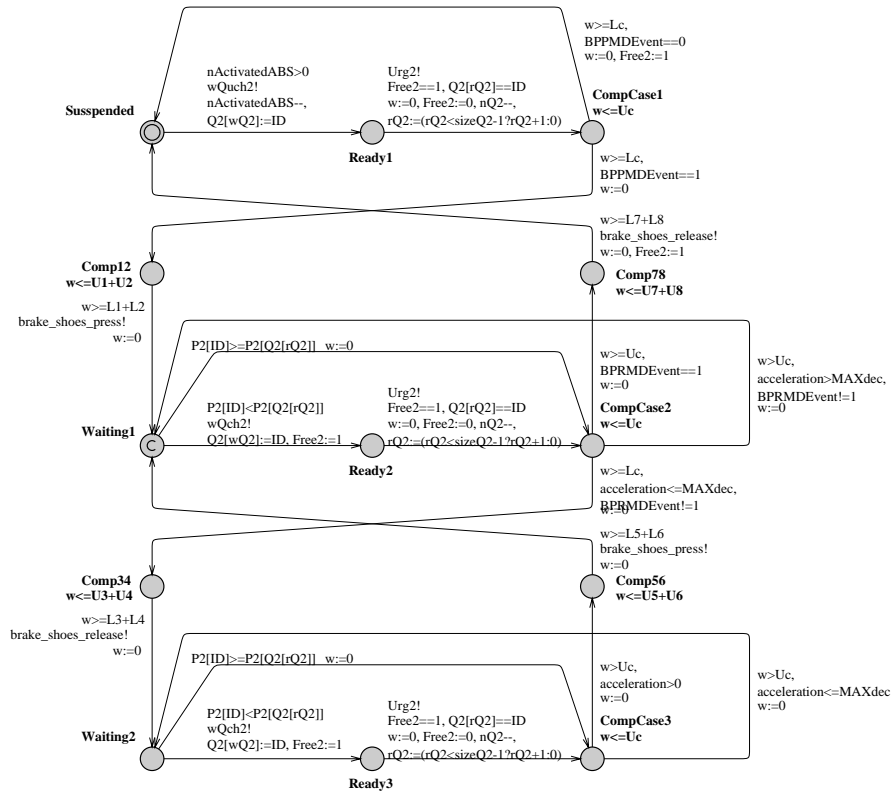 w>=Lc,
BPPMDEvent==0
w:=0, Free2:=1
nActivatedABS>0
wQuch2!
nActivatedABS--,
Q2[wQ2]:=ID
Urg2!
Free2==1, Q2[rQ2]==ID
w:=0, Free2:=0, nQ2--,
rQ2:=(rQ2<sizeQ2-1?rQ2+1:0)
Susspended
Ready1
CompCase1
w<=Uc
w>=Lc,
BPPMDEvent==1
w:=0
w>=L7+L8
brake_shoes_release!
w:=0, Free2:=1
Comp12
w<=U1+U2
Comp78
w<=U7+U8
w>=L1+L2
brake_shoes_press!
w:=0
P2[ID]>=P2[Q2[rQ2]] w:=0
w>=Uc,
BPRMDEvent==1
w:=0
w>Uc,
acceleration>MAXdec,
BPRMDEvent!=1
w:=0
P2[ID]<P2[Q2[rQ2]]
wQch2!
Q2[wQ2]:=ID, Free2:=1
Urg2!
Free2==1, Q2[rQ2]==ID
w:=0, Free2:=0, nQ2--,
rQ2:=(rQ2<sizeQ2-1?rQ2+1:0)
Waiting1
C
Ready2
CompCase2
w<=Uc
w>=Lc,
acceleration<=MAXdec,
BPRMDEvent!=1
w:=0
w>=L5+L6
brake_shoes_press!
w:=0
Comp34
w<=U3+U4
Comp56
w<=U5+U6
w>=L3+L4
brake_shoes_release!
w:=0
P2[ID]>=P2[Q2[rQ2]] w:=0
w>Uc,
acceleration>0
w:=0
w>Uc,
acceleration<=MAXdec
w:=0
P2[ID]<P2[Q2[rQ2]]
wQch2!
Q2[wQ2]:=ID, Free2:=1
Urg2!
Free2==1, Q2[rQ2]==ID
w:=0, Free2:=0, nQ2--,
rQ2:=(rQ2<sizeQ2-1?rQ2+1:0)
Waiting2
Ready3
CompCase3
w<=Uc